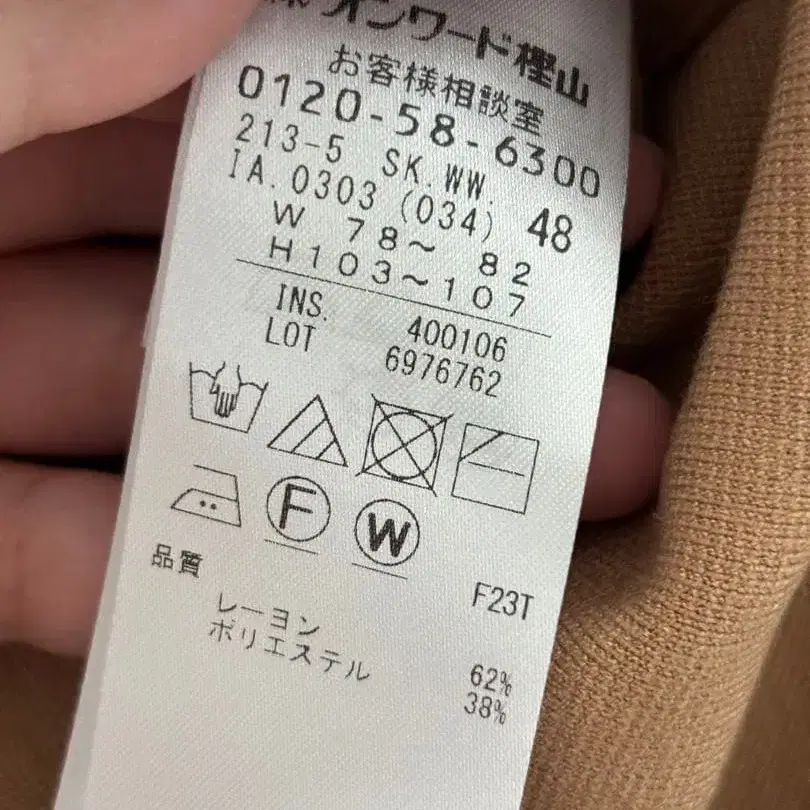 オンワード樫山
お客様相談室
0120-58-6300
213-5 SK.WW.
IA.0303 (034) 48
W 78～ 82
H103～107
INS. 400106
LOT 6976762
F
W
F23T
品質
レーヨン 62%
ポリエステル 38%